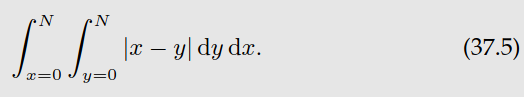 ∫_{x=0}^{N} ∫_{y=0}^{N} |x − y| dy dx. (37.5)